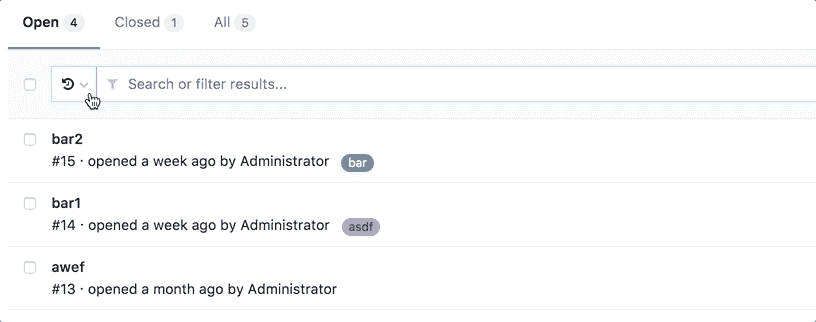 Open 4 Closed 1 All 5
Search or filter results...
bar2
#15 · opened a week ago by Administrator bar
bar1
#14 · opened a week ago by Administrator asdf
awef
#13 · opened a month ago by Administrator